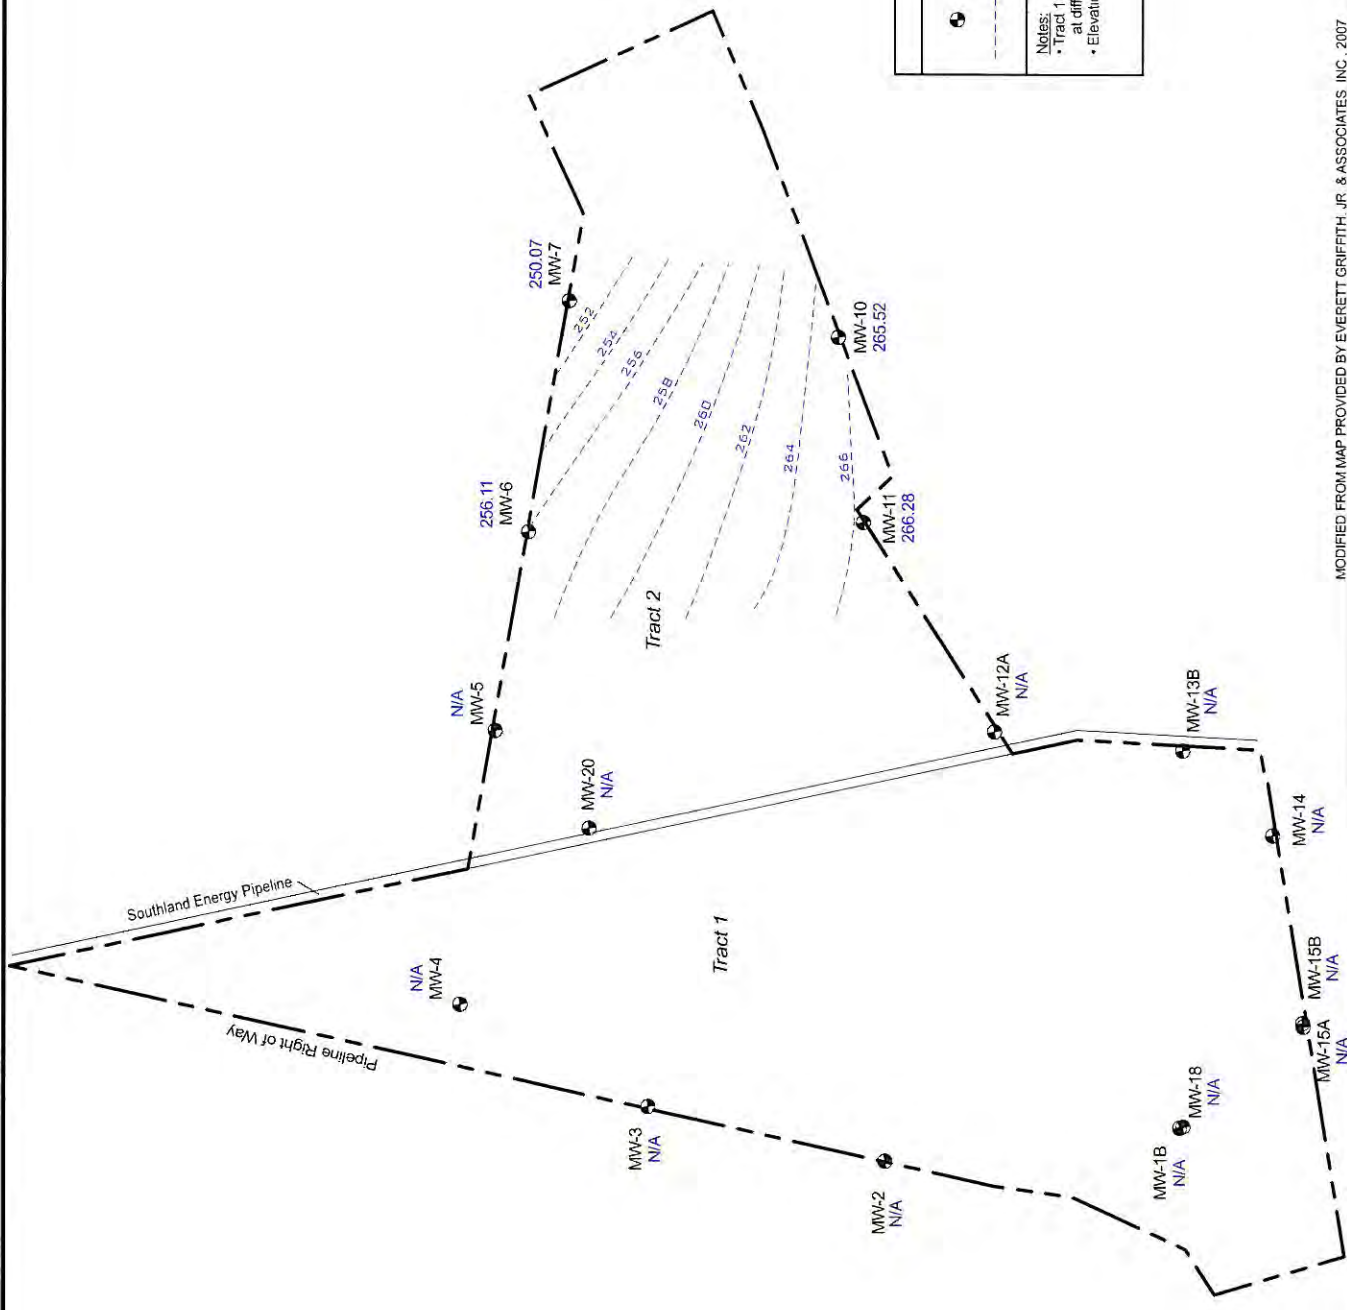 Notes:
• Tract 1
at diff
• Elevati
MODIFIED FROM MAP PROVIDED BY EVERETT GRIFFITH, JR. & ASSOCIATES INC., 2007
250.07
MW-7
252
254
256
258
260
262
264
266
MW-10
265.52
256.11
MW-6
MW-11
266.28
Tract 2
N/A
MW-5
MW-12A
N/A
MW-13B
N/A
MW-20
N/A
MW-14
N/A
Southland Energy Pipeline
Tract 1
N/A
MW-4
MW-15B
N/A
MW-15A
N/A
Pipeline Right of Way
MW-3
N/A
MW-18
N/A
MW-1B
N/A
MW-2
N/A